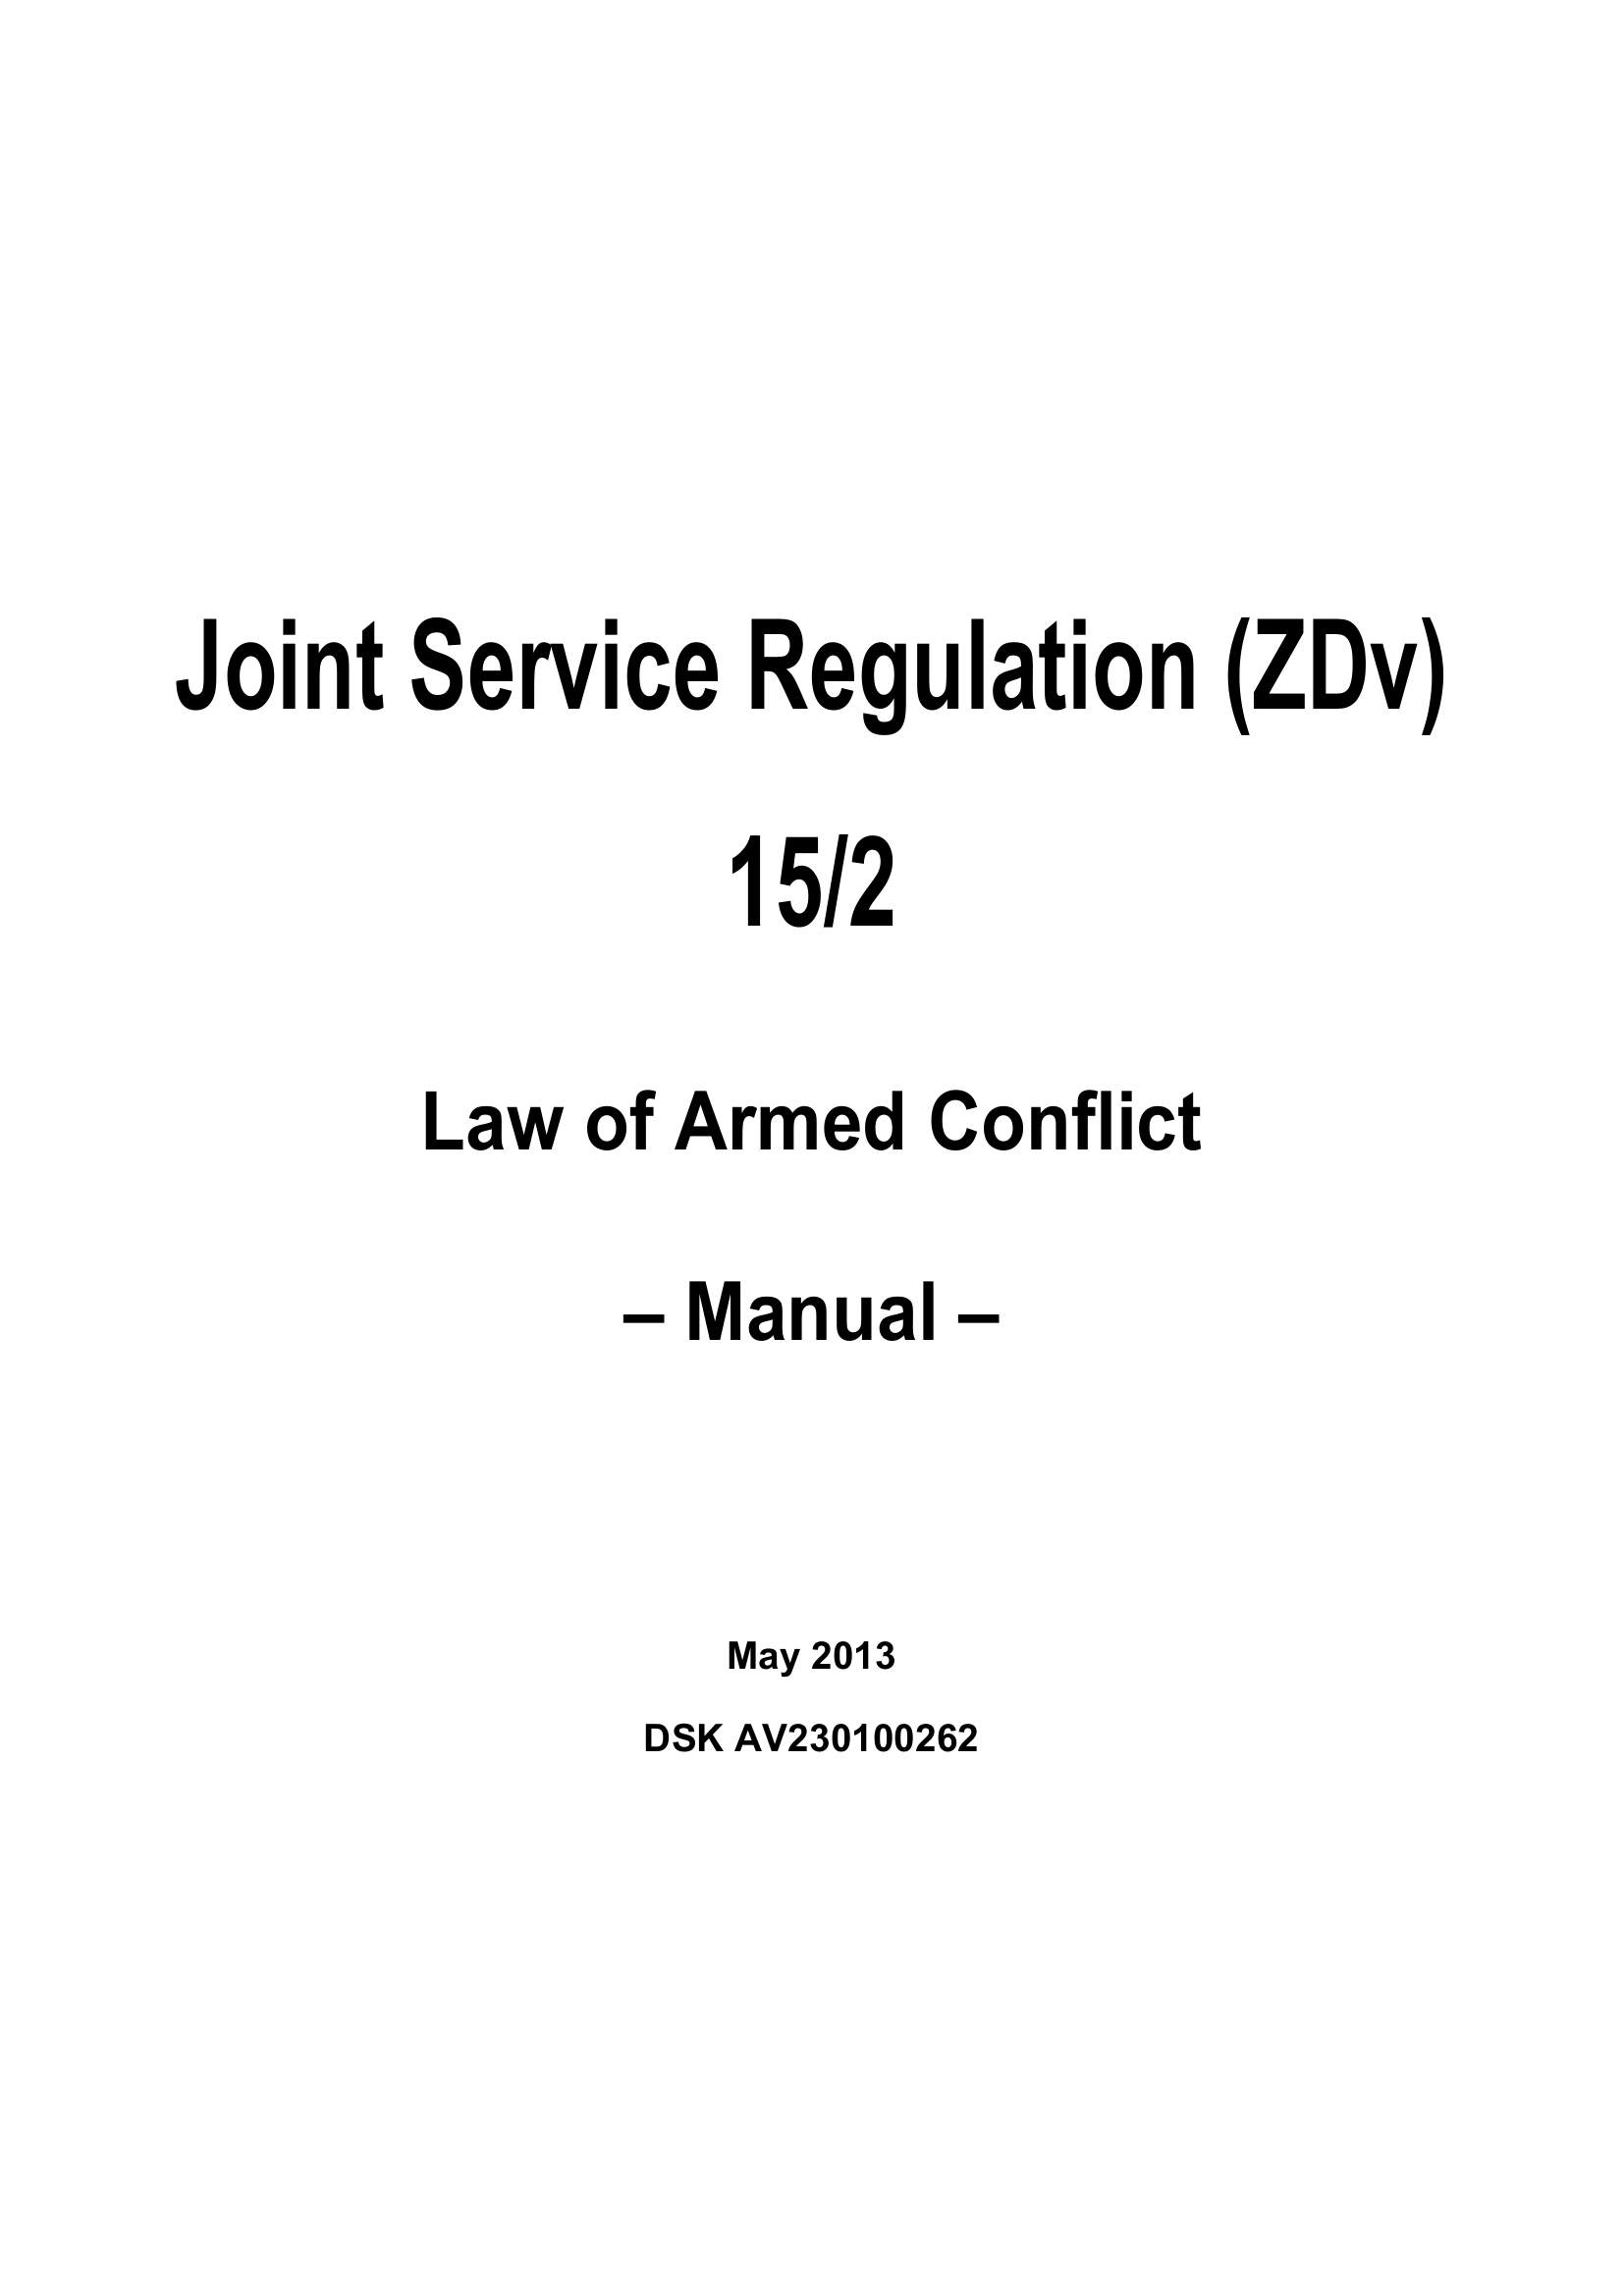 Joint Service Regulation (ZDv)
15/2
Law of Armed Conflict
– Manual –
May 2013
DSK AV230100262